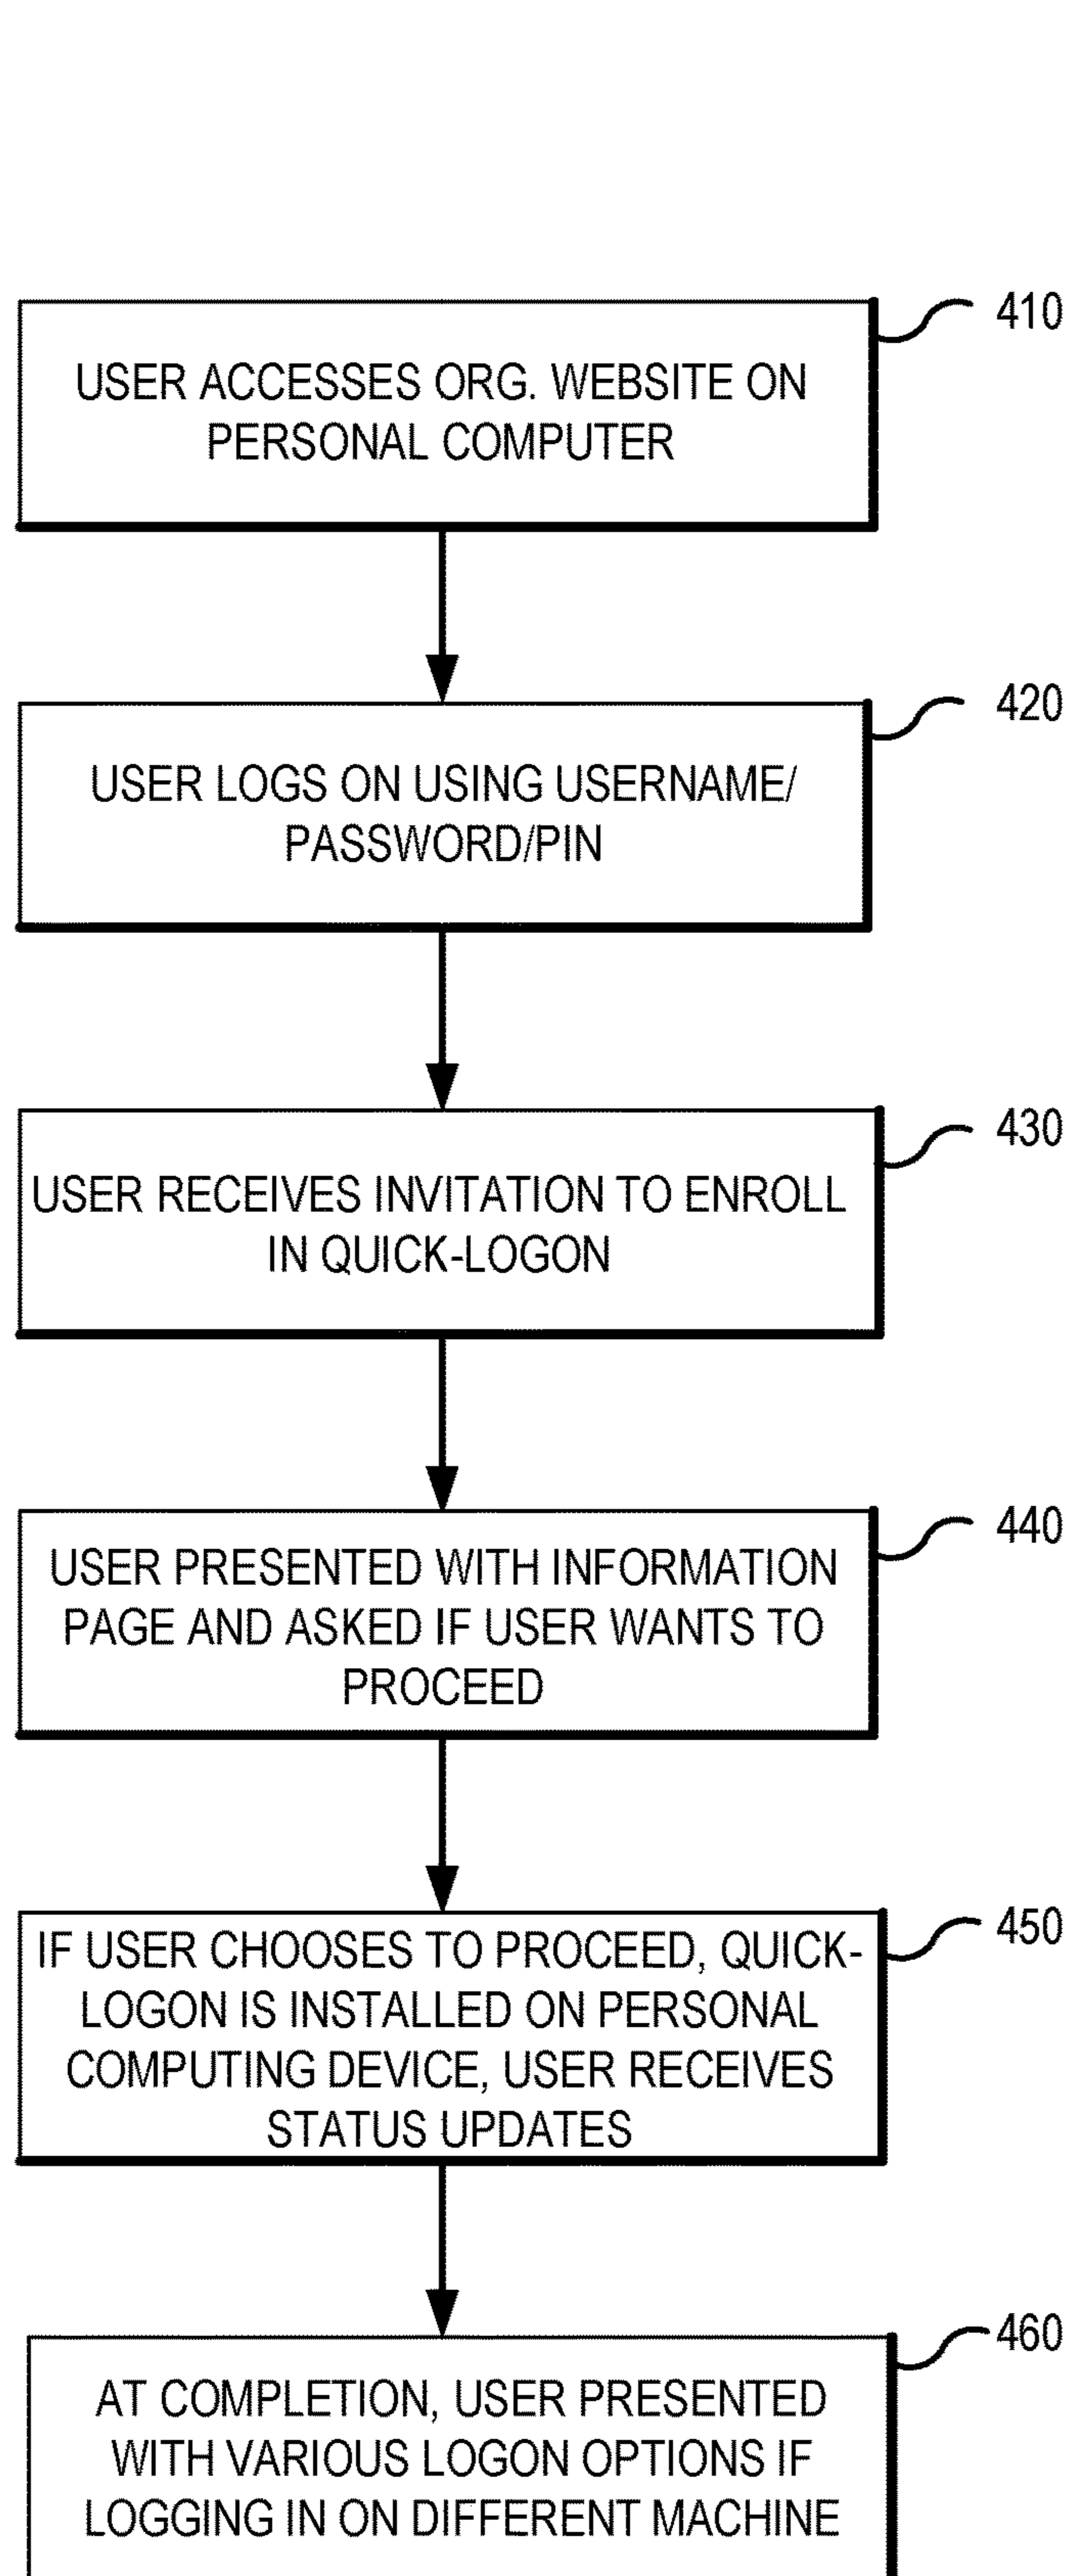 410
USER ACCESSES ORG. WEBSITE ON
PERSONAL COMPUTER
420
USER LOGS ON USING USERNAME/
PASSWORD/PIN
430
USER RECEIVES INVITATION TO ENROLL
IN QUICK-LOGON
440
USER PRESENTED WITH INFORMATION
PAGE AND ASKED IF USER WANTS TO
PROCEED
450
IF USER CHOOSES TO PROCEED, QUICK-
LOGON IS INSTALLED ON PERSONAL
COMPUTING DEVICE, USER RECEIVES
STATUS UPDATES
460
AT COMPLETION, USER PRESENTED
WITH VARIOUS LOGON OPTIONS IF
LOGGING IN ON DIFFERENT MACHINE